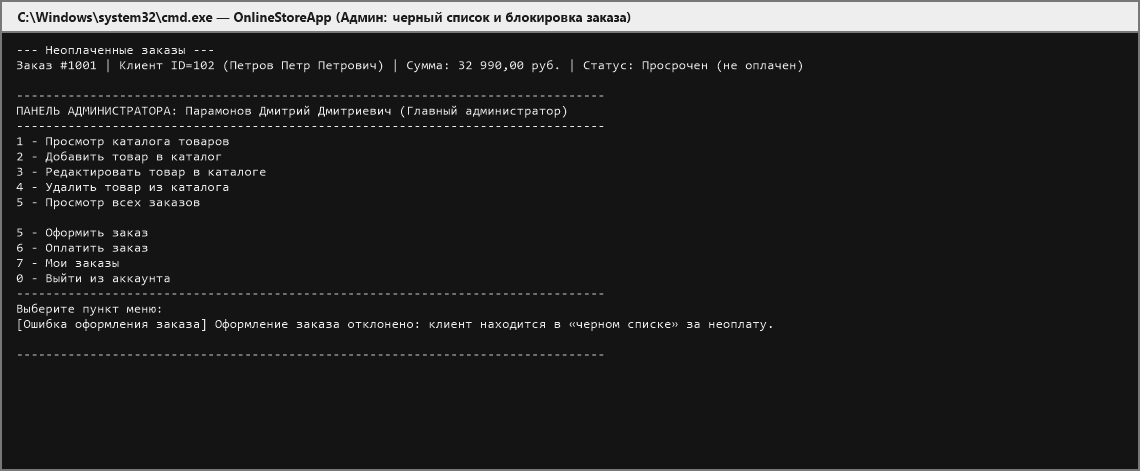 C:\Windows\system32\cmd.exe — OnlineStoreApp (Админ: черный список и блокировка заказа)
--- Неоплаченные заказы ---
Заказ #1001 | Клиент ID=102 (Петров Петр Петрович) | Сумма: 32 990,00 руб. | Статус: Просрочен (не оплачен)
--------------------------------------------------------------------------------
ПАНЕЛЬ АДМИНИСТРАТОРА: Парамонов Дмитрий Дмитриевич (Главный администратор)
--------------------------------------------------------------------------------
1 - Просмотр каталога товаров
2 - Добавить товар в каталог
3 - Редактировать товар в каталоге
4 - Удалить товар из каталога
5 - Просмотр всех заказов
5 - Оформить заказ
6 - Оплатить заказ
7 - Мои заказы
0 - Выйти из аккаунта
--------------------------------------------------------------------------------
Выберите пункт меню:
[Ошибка оформления заказа] Оформление заказа отклонено: клиент находится в «черном списке» за неоплату.
--------------------------------------------------------------------------------